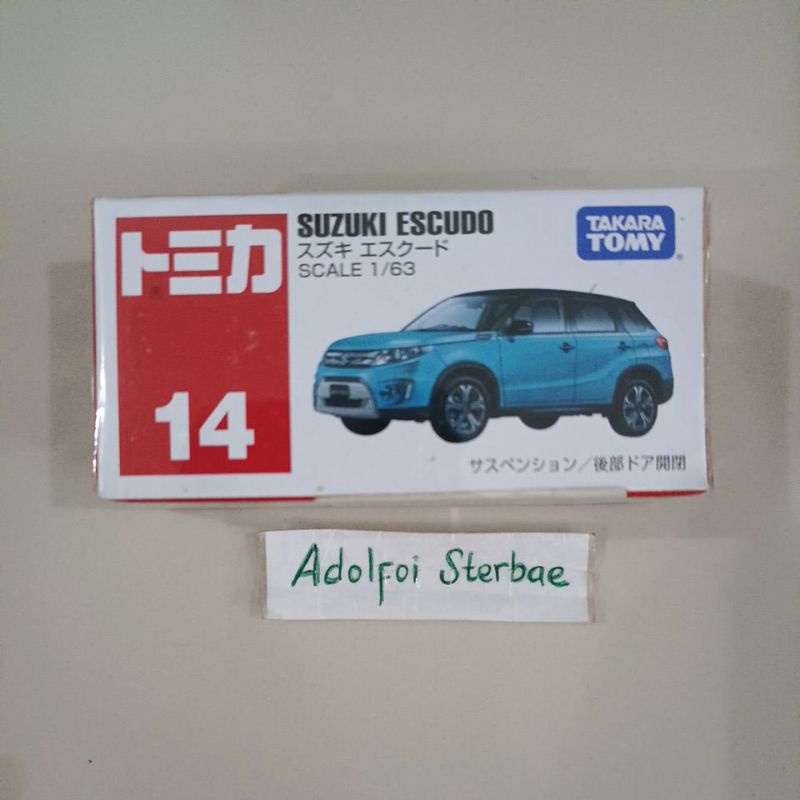 トミカ
14
SUZUKI ESCUDO
スズキ エスクード
SCALE 1/63
TAKARA
TOMY
サスペンション/後部ドア開閉
Adolfoi Sterbae